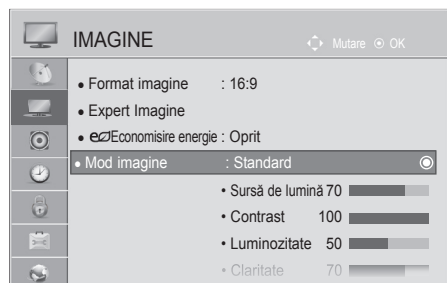 IMAGINE Mutare OK
• Format imagine : 16:9
• Expert Imagine
• Economisire energie : Oprit
• Mod imagine : Standard
• Sursă de lumină 70
• Contrast 100
• Luminozitate 50
• Claritate 70